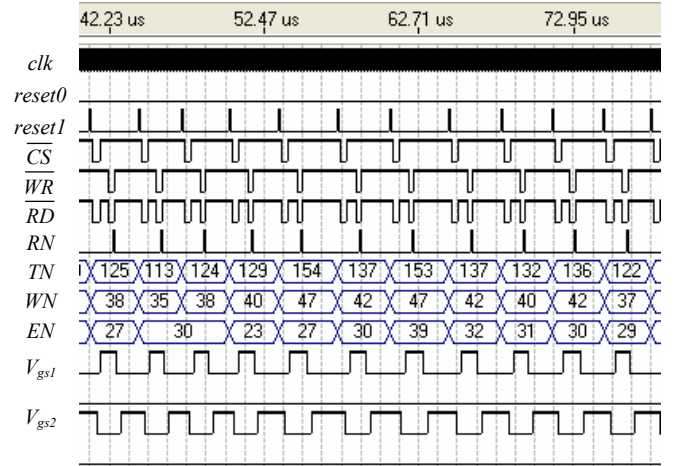 42.23 us 52.47 us 62.71 us 72.95 us
clk
reset0
reset1
CS
WR
RD
RN
TN 125 113 124 129 154 137 153 137 132 136 122
WN 38 35 38 40 47 42 47 42 40 42 37
EN 27 30 23 27 30 39 32 31 30 29
Vgs1
Vgs2